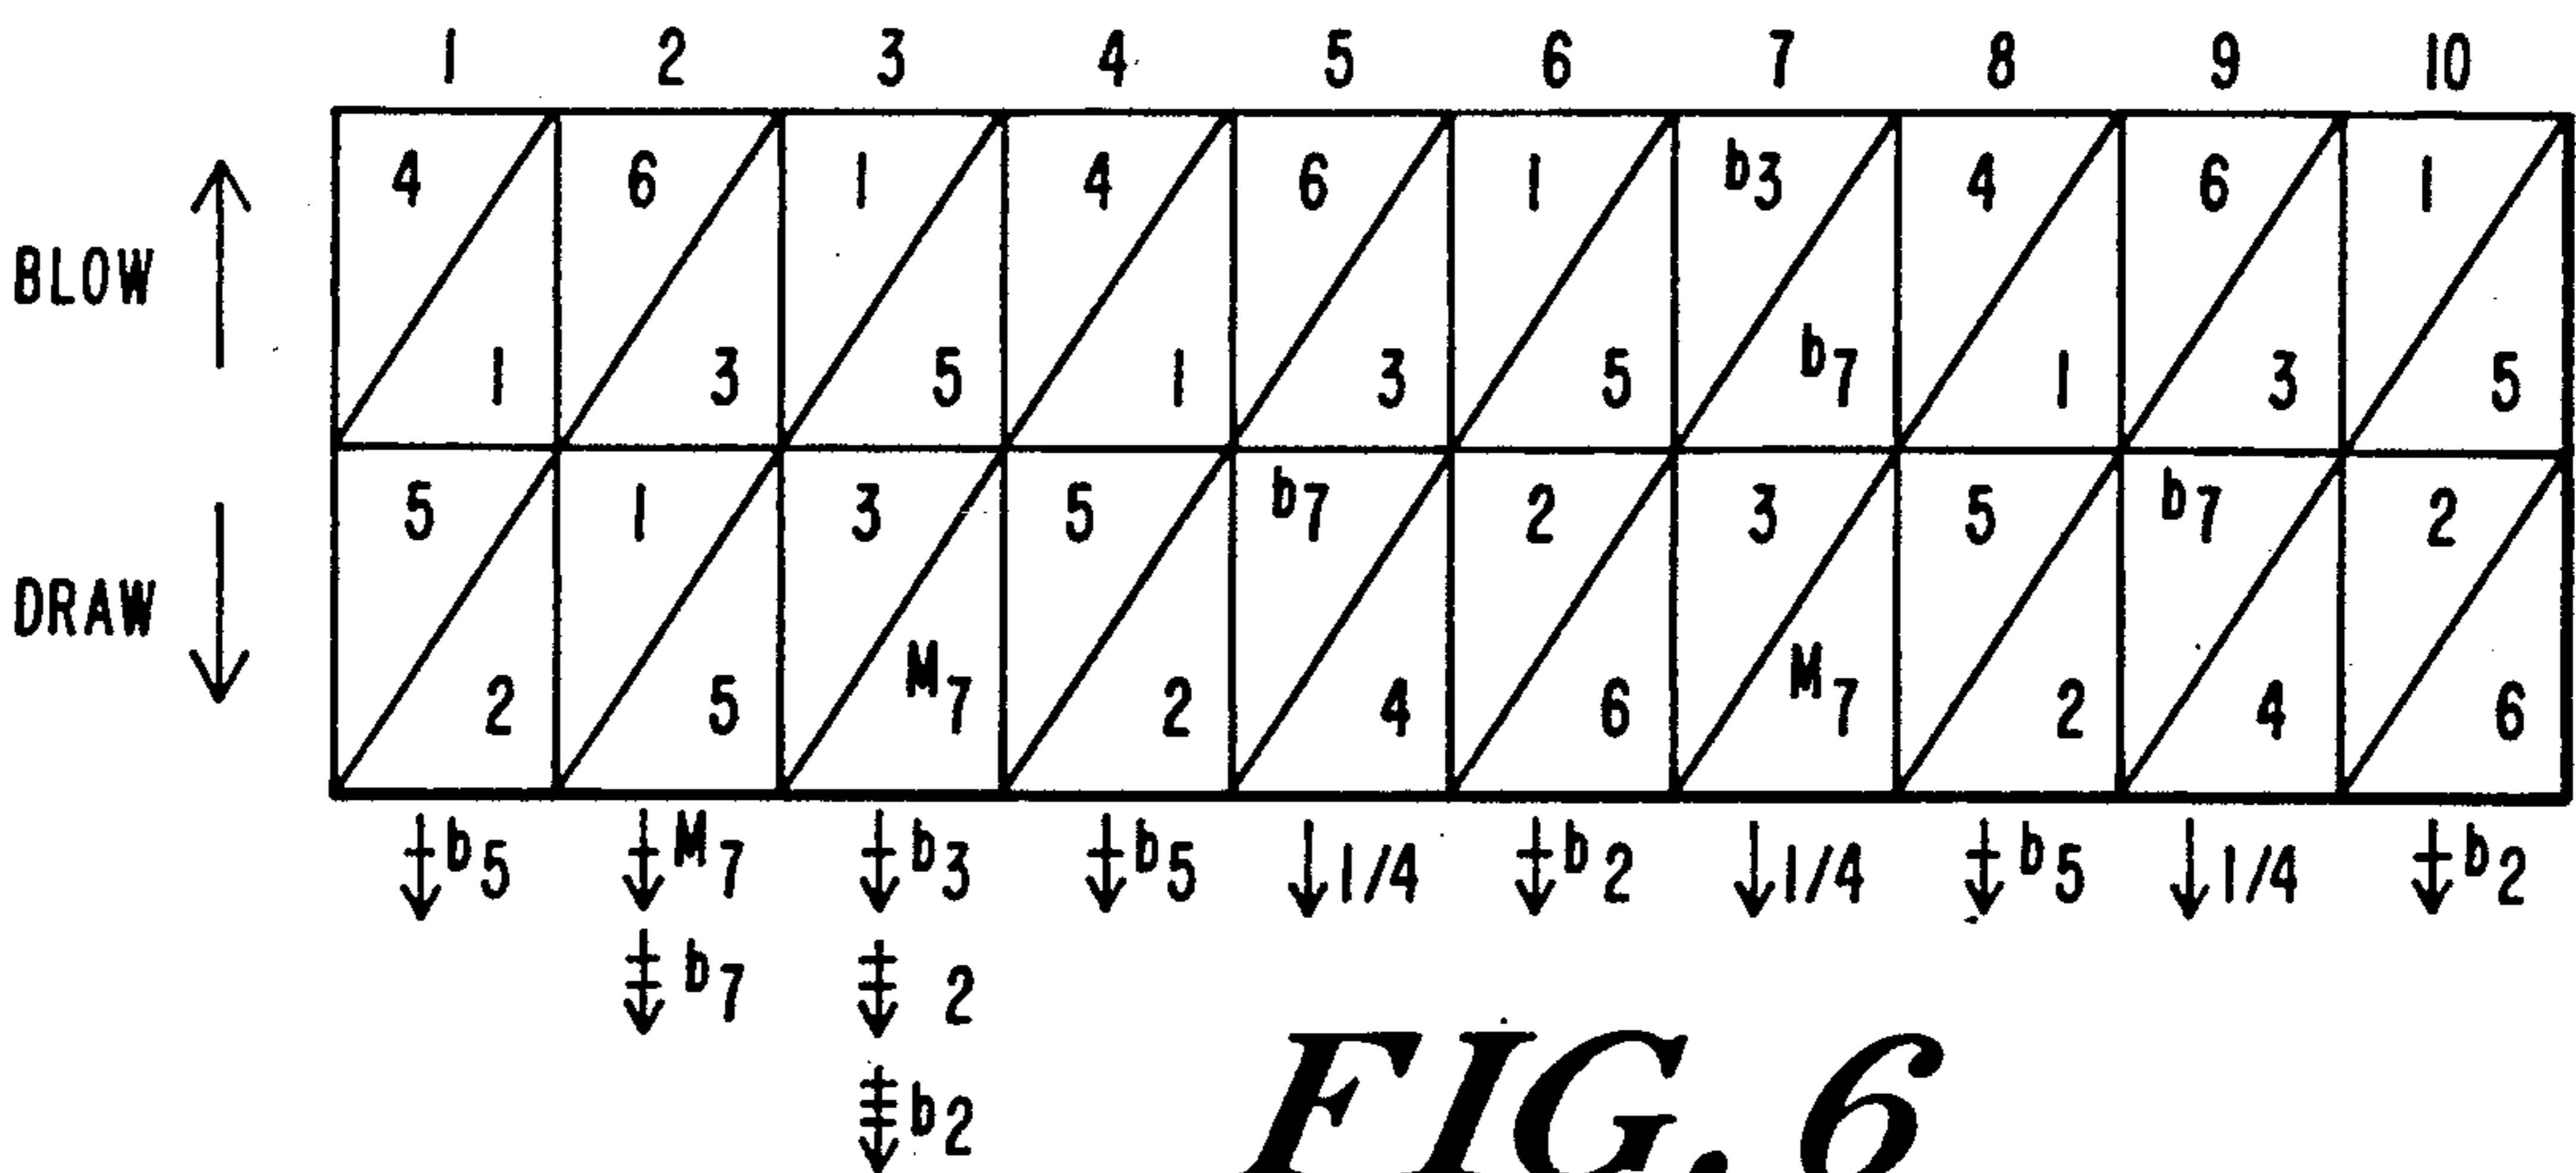 1 2 3 4 5 6 7 8 9 10
4 6 1 4 6 1 b3 4 6 1
BLOW
1 3 5 1 3 5 b7 1 3 5
5 1 3 5 b7 2 3 5 b7 2
DRAW
2 5 M7 2 4 6 M7 2 4 6
b5 M7 b3 b5 1/4 b2 1/4 b5 1/4 b2
b7 2
b2
FIG. 6